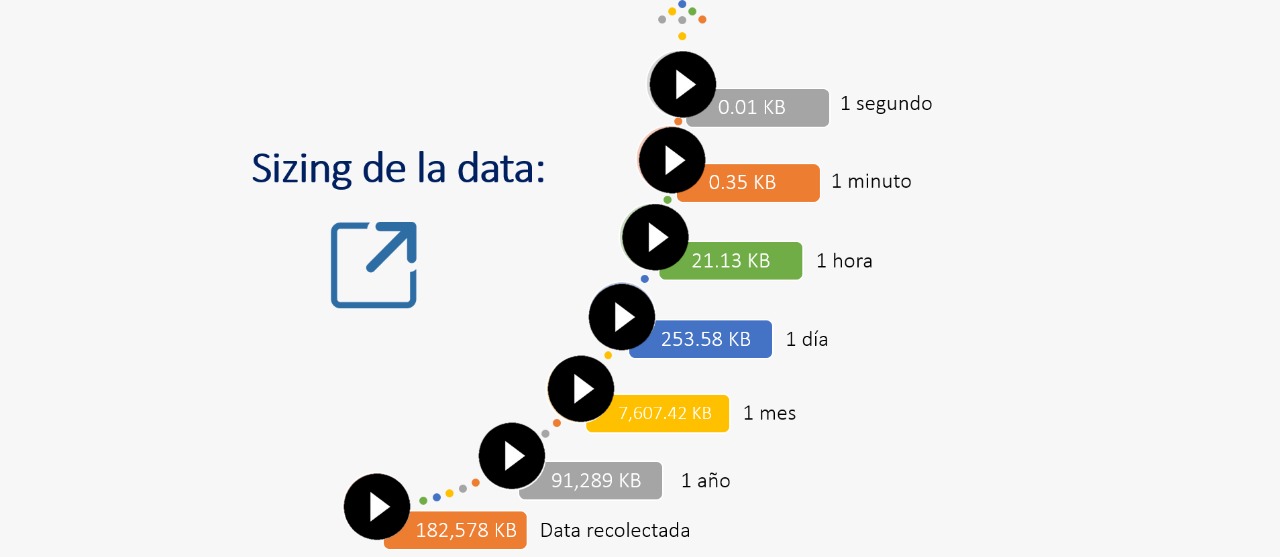 Sizing de la data:
0.01 KB 1 segundo
0.35 KB 1 minuto
21.13 KB 1 hora
253.58 KB 1 día
7,607.42 KB 1 mes
91,289 KB 1 año
182,578 KB Data recolectada